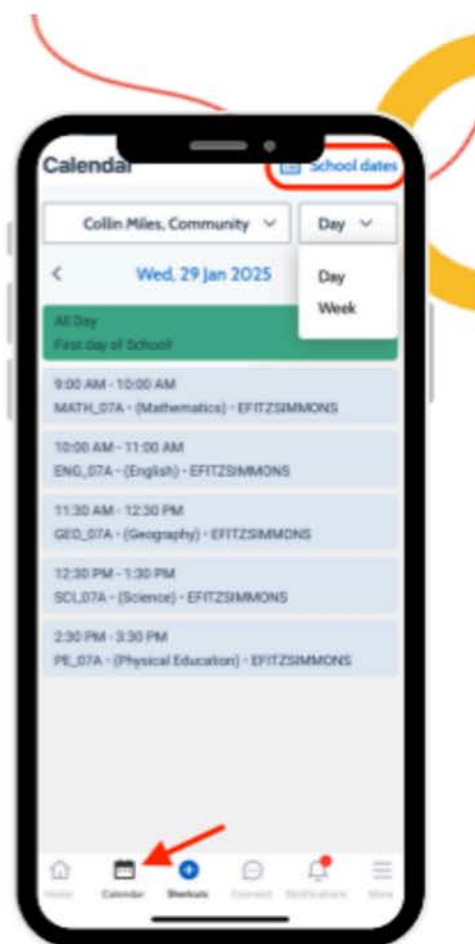 Calendar
School dates
Collin Miles, Community
Day
Wed, 29 Jan 2025
Day
Week
All Day
First day of School!
9:00 AM - 10:00 AM
MATH_07A - (Mathematics) - EFITZSIMMONS
10:00 AM - 11:00 AM
ENG_07A - (English) - EFITZSIMMONS
11:30 AM - 12:30 PM
GEO_07A - (Geography) - EFITZSIMMONS
12:30 PM - 1:30 PM
SCI_07A - (Science) - EFITZSIMMONS
2:30 PM - 3:30 PM
PE_07A - (Physical Education) - EFITZSIMMONS
Home
Calendar
Shortcuts
Connect
Notifications
More